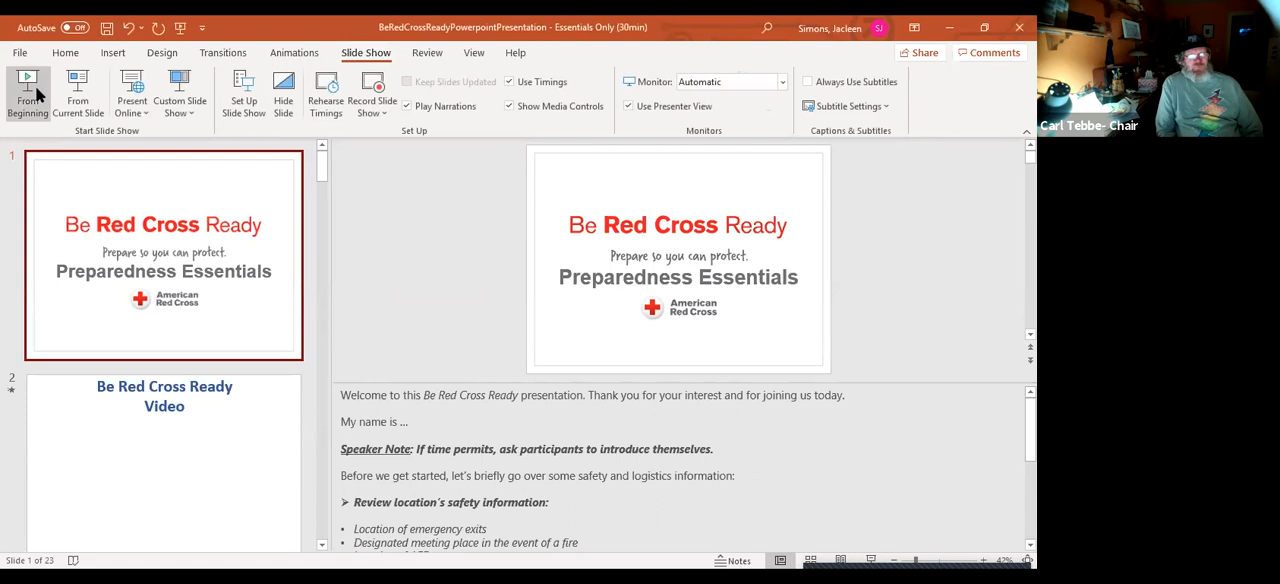 AutoSave Off
BeRedCrossReadyPowerpointPresentation - Essentials Only (30min)
Simons, Jacleen SJ
File Home Insert Design Transitions Animations Slide Show Review View Help
Share Comments
From Beginning
From Current Slide
Present Online
Custom Slide Show
Set Up Slide Show
Hide Slide
Rehearse Timings
Record Slide Show
Keep Slides Updated
Play Narrations
Use Timings
Show Media Controls
Monitor: Automatic
Use Presenter View
Always Use Subtitles
Subtitle Settings
Start Slide Show
Set Up
Monitors
Captions & Subtitles
Carl Tebbe- Chair
1
Be Red Cross Ready
Prepare so you can protect.
Preparedness Essentials
American
Red Cross
2
Be Red Cross Ready
Video
Be Red Cross Ready
Prepare so you can protect.
Preparedness Essentials
American
Red Cross
Welcome to this Be Red Cross Ready presentation. Thank you for your interest and for joining us today.
My name is ...
Speaker Note: If time permits, ask participants to introduce themselves.
Before we get started, let's briefly go over some safety and logistics information:
➤ Review location's safety information:
• Location of emergency exits
• Designated meeting place in the event of a fire
Slide 1 of 23
Notes
42%